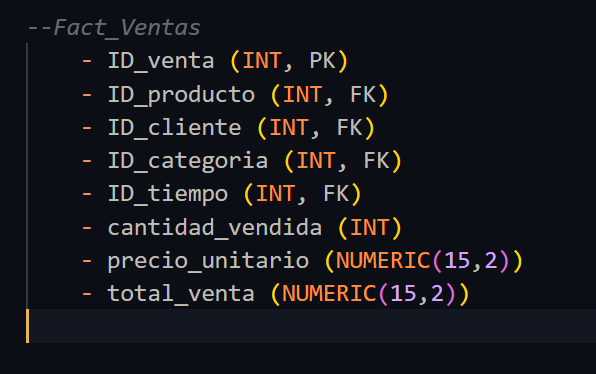 --Fact_Ventas
- ID_venta (INT, PK)
- ID_producto (INT, FK)
- ID_cliente (INT, FK)
- ID_categoria (INT, FK)
- ID_tiempo (INT, FK)
- cantidad_vendida (INT)
- precio_unitario (NUMERIC(15,2))
- total_venta (NUMERIC(15,2))